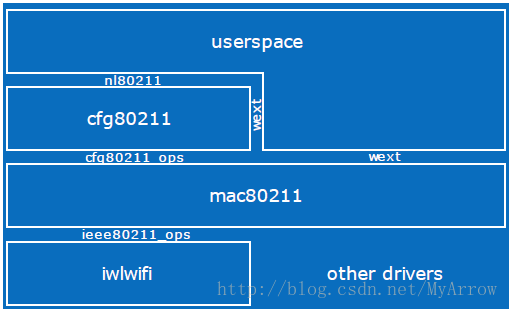 userspace
nl80211
wext
cfg80211
cfg80211_ops
wext
mac80211
ieee80211_ops
iwlwifi
other drivers
http://blog.csdn.net/MyArrow